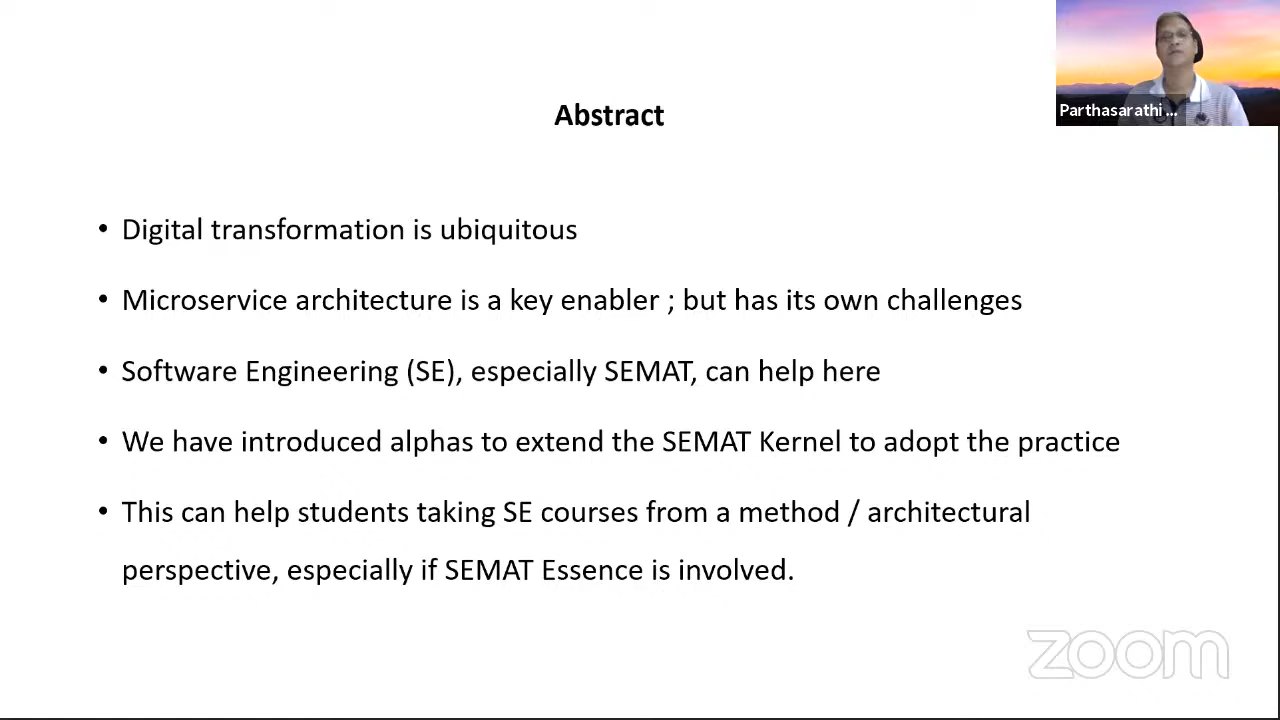 Abstract
Parthasarathi ...
• Digital transformation is ubiquitous
• Microservice architecture is a key enabler ; but has its own challenges
• Software Engineering (SE), especially SEMAT, can help here
• We have introduced alphas to extend the SEMAT Kernel to adopt the practice
• This can help students taking SE courses from a method / architectural
perspective, especially if SEMAT Essence is involved.
zoom